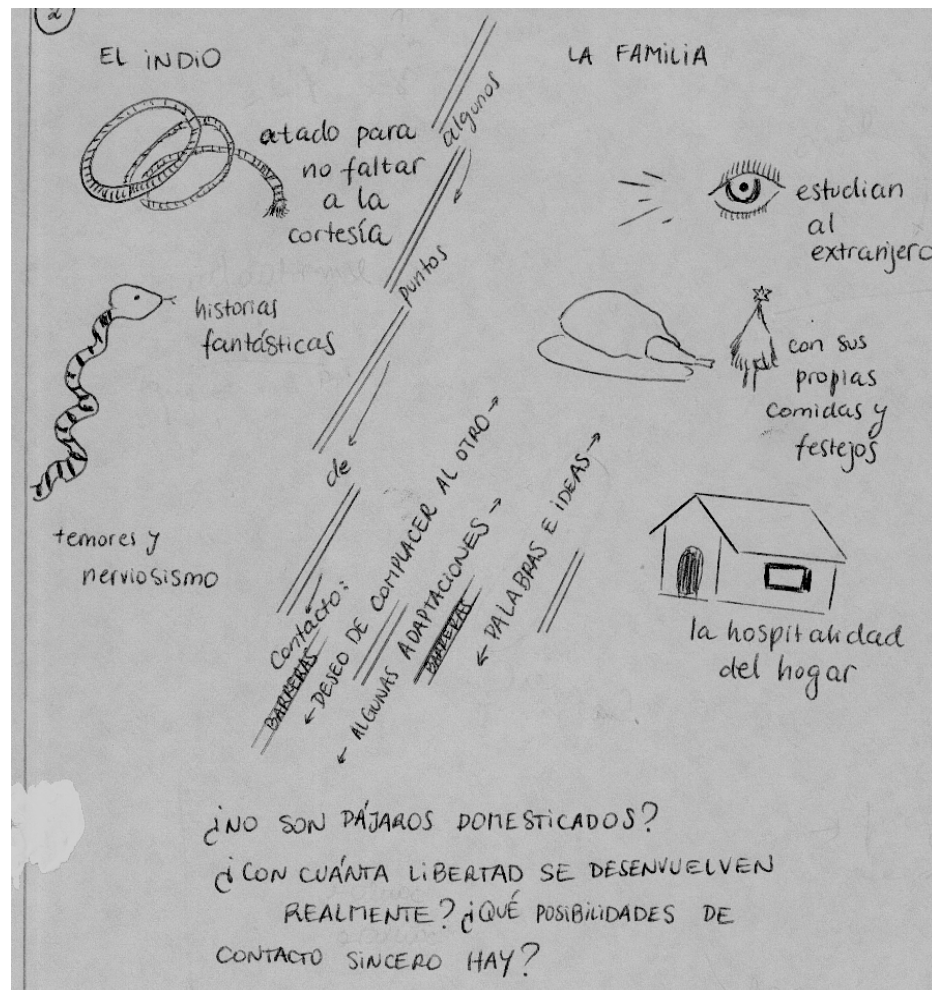 2
EL INDIO
atado para
no faltar
a la
cortesía
historias
fantásticas
temores y
nerviosismo
algunos
puntos
de
contacto:
BARRERAS
← DESEO DE COMPLACER AL OTRO →
← ALGUNAS ADAPTACIONES →
BARRERAS
← PALABRAS E IDEAS →
LA FAMILIA
estudian
al
extranjero
con sus
propias
comidas y
festejos
la hospitalidad
del hogar
¿NO SON PÁJAROS DOMESTICADOS?
¿CON CUÁNTA LIBERTAD SE DESENVUELVEN
REALMENTE? ¿QUÉ POSIBILIDADES DE
CONTACTO SINCERO HAY?